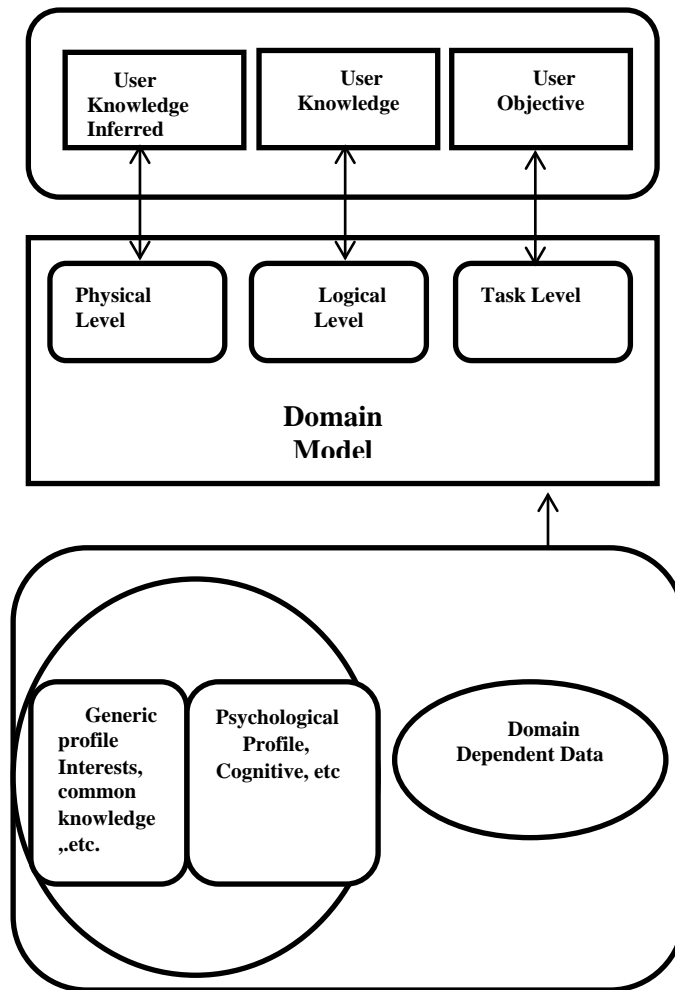 User
Knowledge
Inferred
User
Knowledge
User
Objective
Physical
Level
Logical
Level
Task Level
Domain
Model
Generic
profile
Interests,
common
knowledge
,.etc.
Psychological
Profile,
Cognitive, etc
Domain
Dependent Data